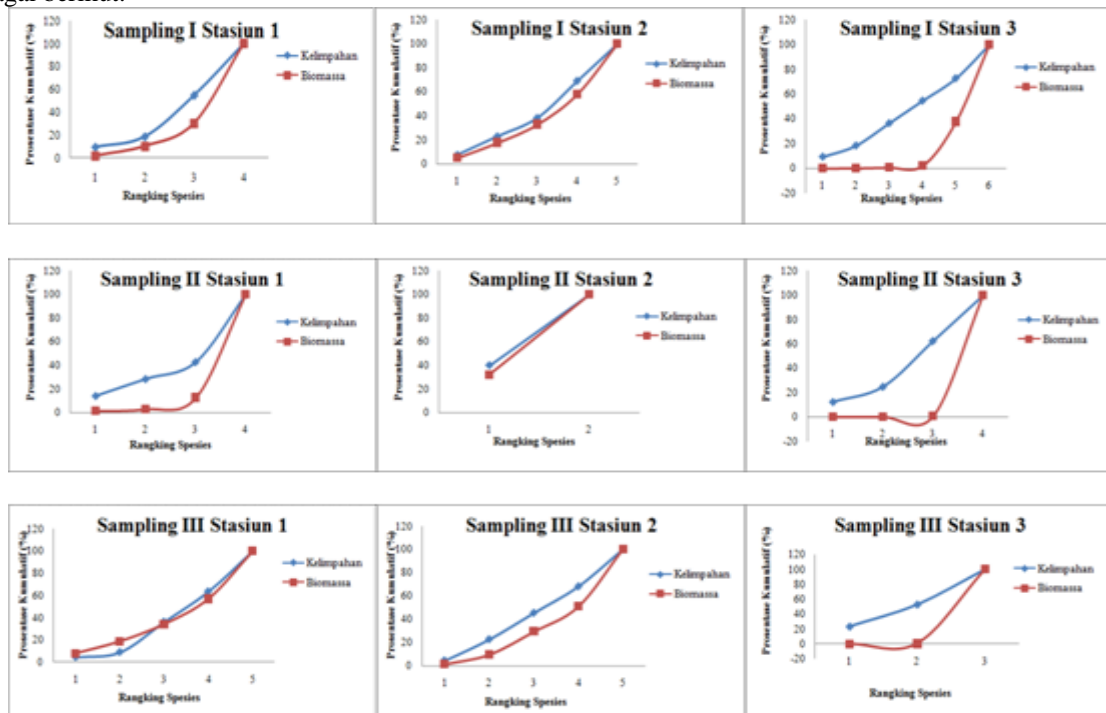 agai berikut:
Sampling I Stasiun 1
Prosentase Kumulatif (%)
120
100
80
60
40
20
0
1 2 3 4
Rangking Spesies
Kelimpahan
Biomassa
Sampling I Stasiun 2
Prosentase Kumulatif (%)
120
100
80
60
40
20
0
1 2 3 4 5
Rangking Spesies
Kelimpahan
Biomassa
Sampling I Stasiun 3
Prosentase Kumulatif (%)
120
100
80
60
40
20
0
-20
1 2 3 4 5 6
Rangking Spesies
Kelimpahan
Biomassa
Sampling II Stasiun 1
Prosentase Kumulatif (%)
120
100
80
60
40
20
0
1 2 3 4
Rangking Spesies
Kelimpahan
Biomassa
Sampling II Stasiun 2
Prosentase Kumulatif (%)
120
100
80
60
40
20
0
1 2
Rangking Spesies
Kelimpahan
Biomassa
Sampling II Stasiun 3
Prosentase Kumulatif (%)
120
100
80
60
40
20
0
-20
1 2 3 4
Rangking Spesies
Kelimpahan
Biomassa
Sampling III Stasiun 1
Prosentase Kumulatif (%)
120
100
80
60
40
20
0
1 2 3 4 5
Rangking Spesies
Kelimpahan
Biomassa
Sampling III Stasiun 2
Prosentase Kumulatif (%)
120
100
80
60
40
20
0
1 2 3 4 5
Rangking Spesies
Kelimpahan
Biomassa
Sampling III Stasiun 3
Prosentase Kumulatif (%)
120
100
80
60
40
20
0
-20
1 2 3
Rangking Spesies
Kelimpahan
Biomassa